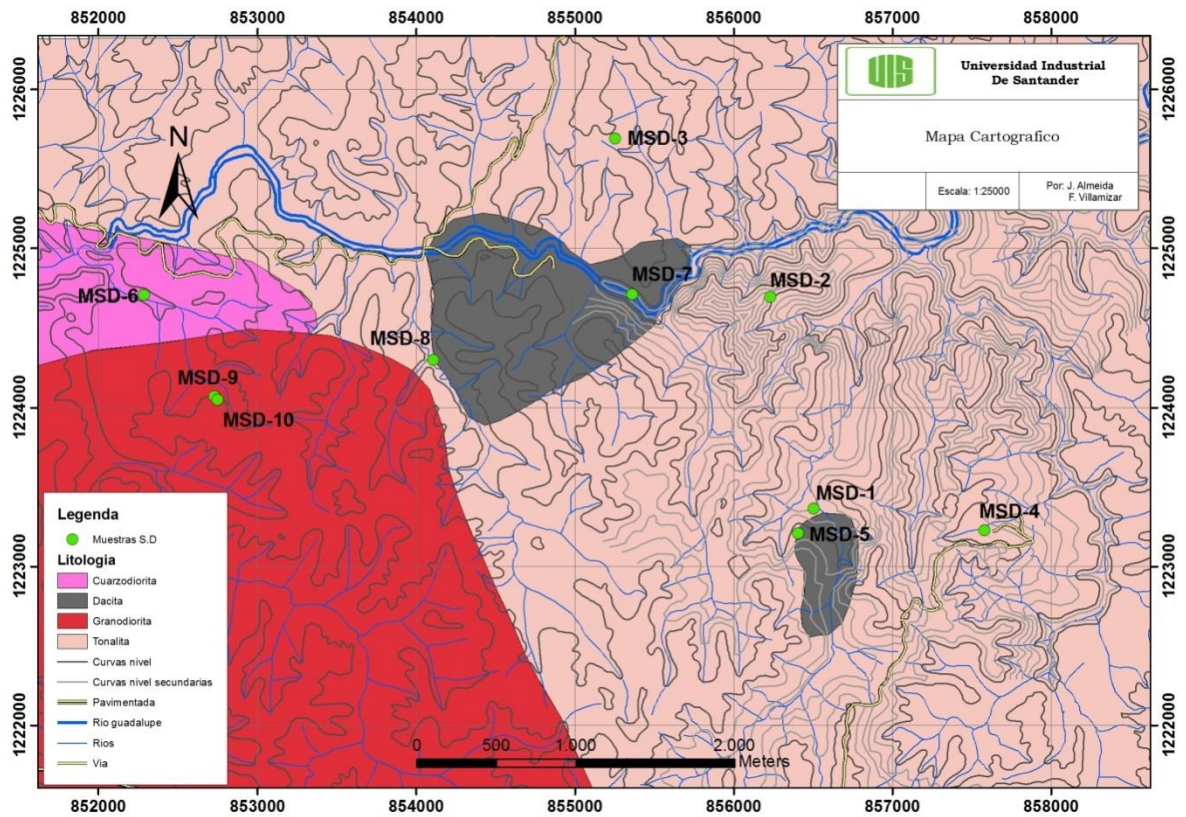 852000 853000 854000 855000 856000 857000 858000
1226000
1225000
1224000
1223000
1222000
UIS
Universidad Industrial
De Santander
Mapa Cartografico
Escala: 1:25000
Por: J. Almeida
F. Villamizar
N
MSD-3
MSD-7
MSD-2
MSD-6
MSD-8
MSD-9
MSD-10
MSD-1
MSD-5
MSD-4
Legenda
Muestras S.D
Litologia
Cuarzodiorita
Dacita
Granodiorita
Tonalita
Curvas nivel
Curvas nivel secundarias
Pavimentada
Rio guadalupe
Rios
Via
0 500 1.000 2.000
Meters
1226000
1225000
1224000
1223000
1222000
852000 853000 854000 855000 856000 857000 858000